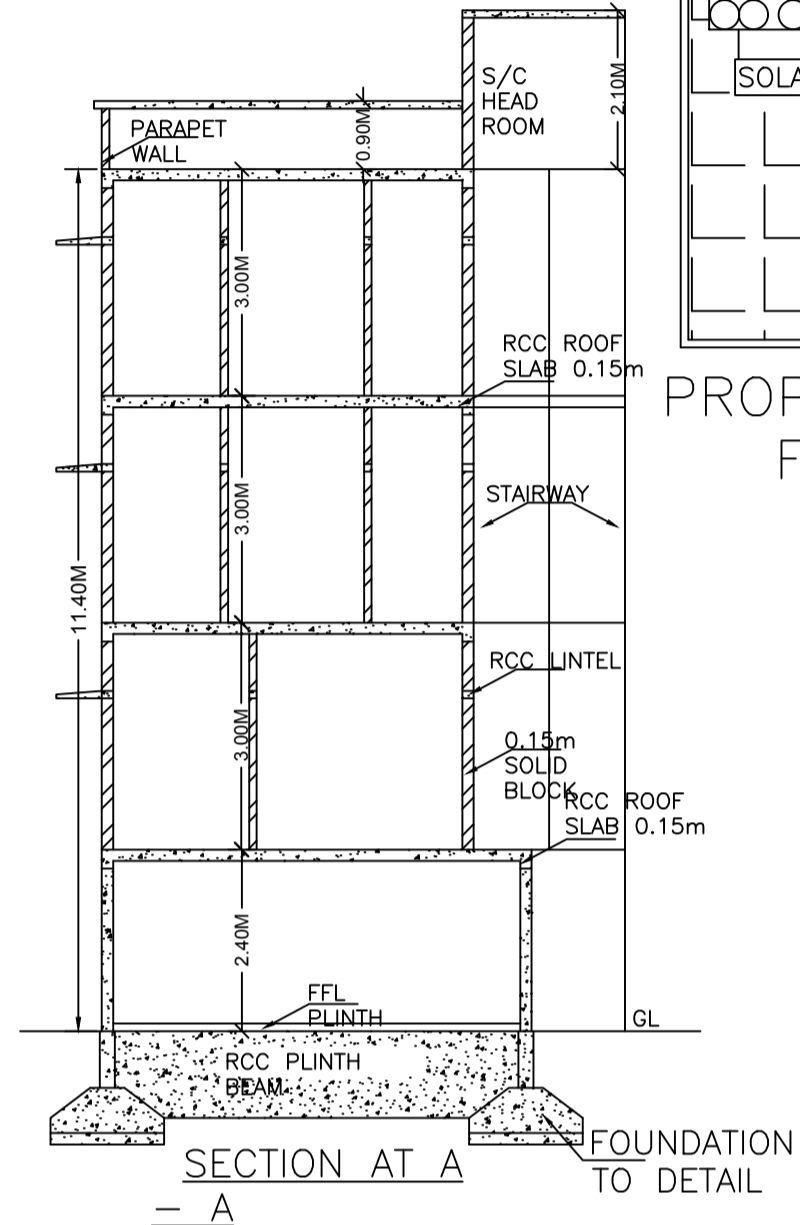 S/C
HEAD
ROOM
2.10M
SOLA
PARAPET
WALL
0.90M
3.00M
RCC ROOF
SLAB 0.15m
PROP
F
3.00M
STAIRWAY
11.40M
RCC LINTEL
3.00M
0.15m
SOLID
BLOCK
RCC ROOF
SLAB 0.15m
2.40M
FFL
PLINTH
GL
RCC PLINTH
BEAM
FOUNDATION
TO DETAIL
SECTION AT A
– A